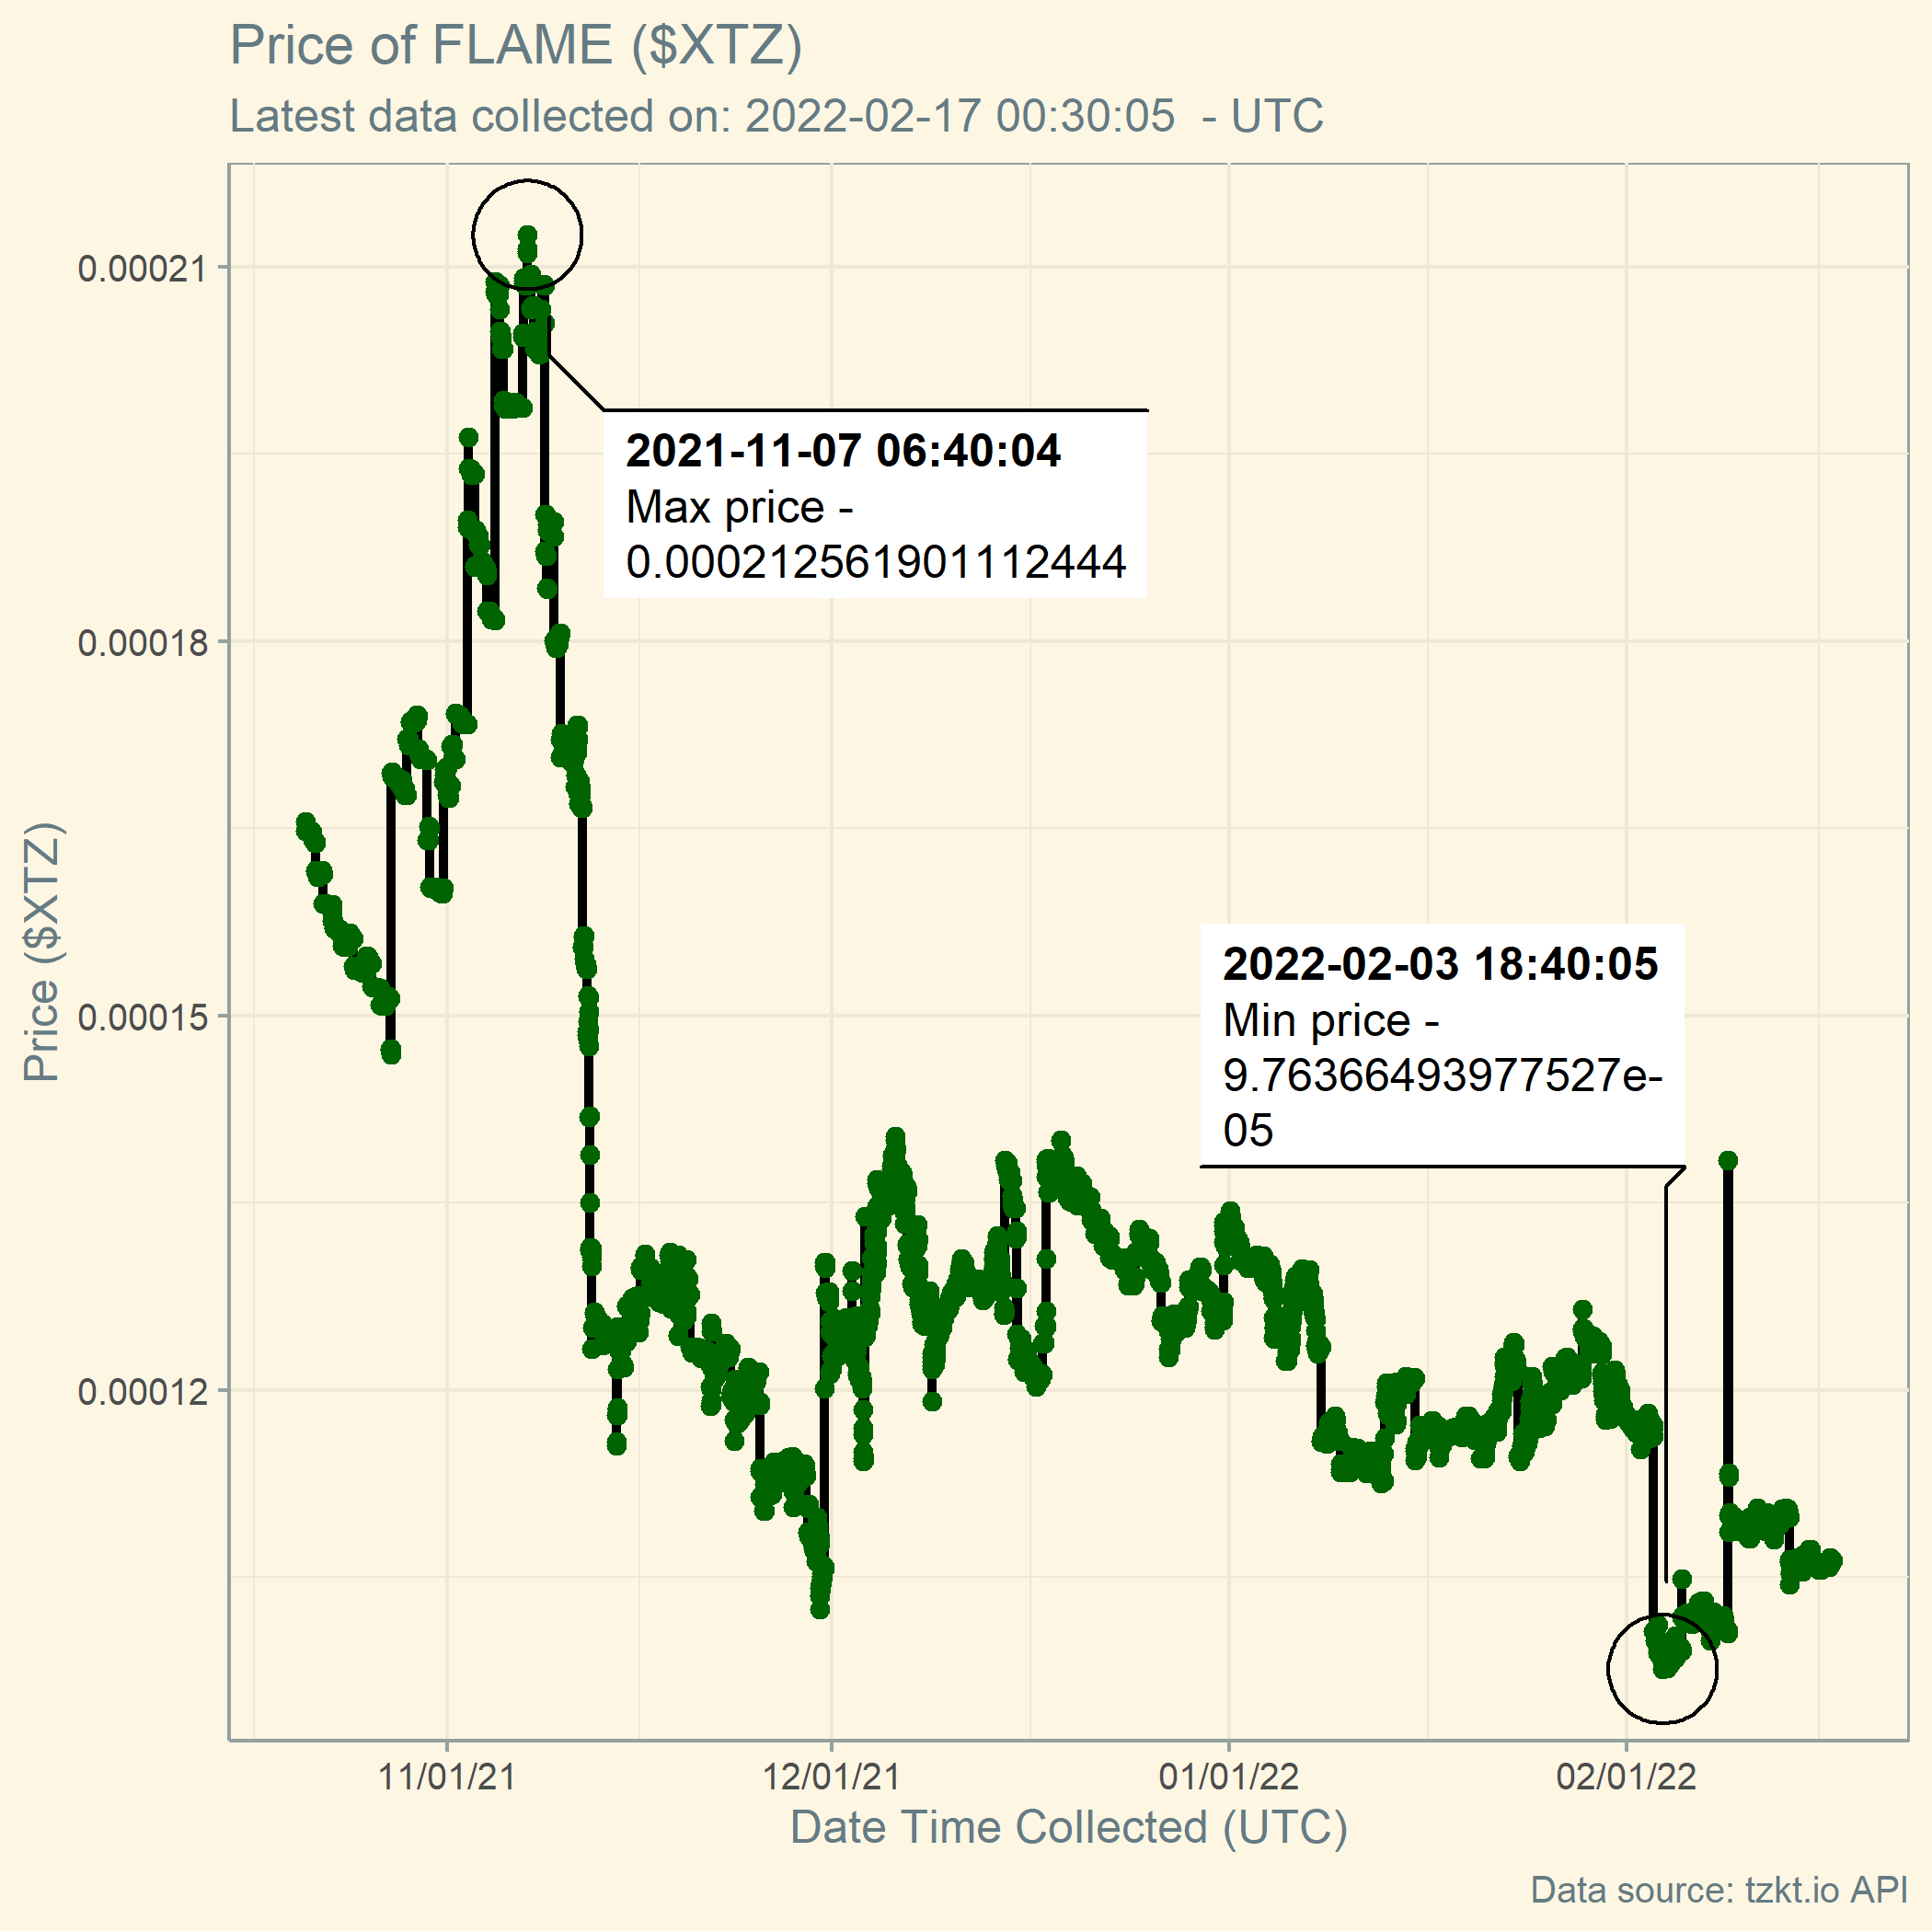 Price of FLAME ($XTZ)
Latest data collected on: 2022-02-17 00:30:05  - UTC
0.00021
2021-11-07 06:40:04
Max price -
0.000212561901112444
0.00018
Price ($XTZ)
0.00015
2022-02-03 18:40:05
Min price -
9.76366493977527e-
05
0.00012
11/01/21
12/01/21
01/01/22
02/01/22
Date Time Collected (UTC)
Data source: tzkt.io API